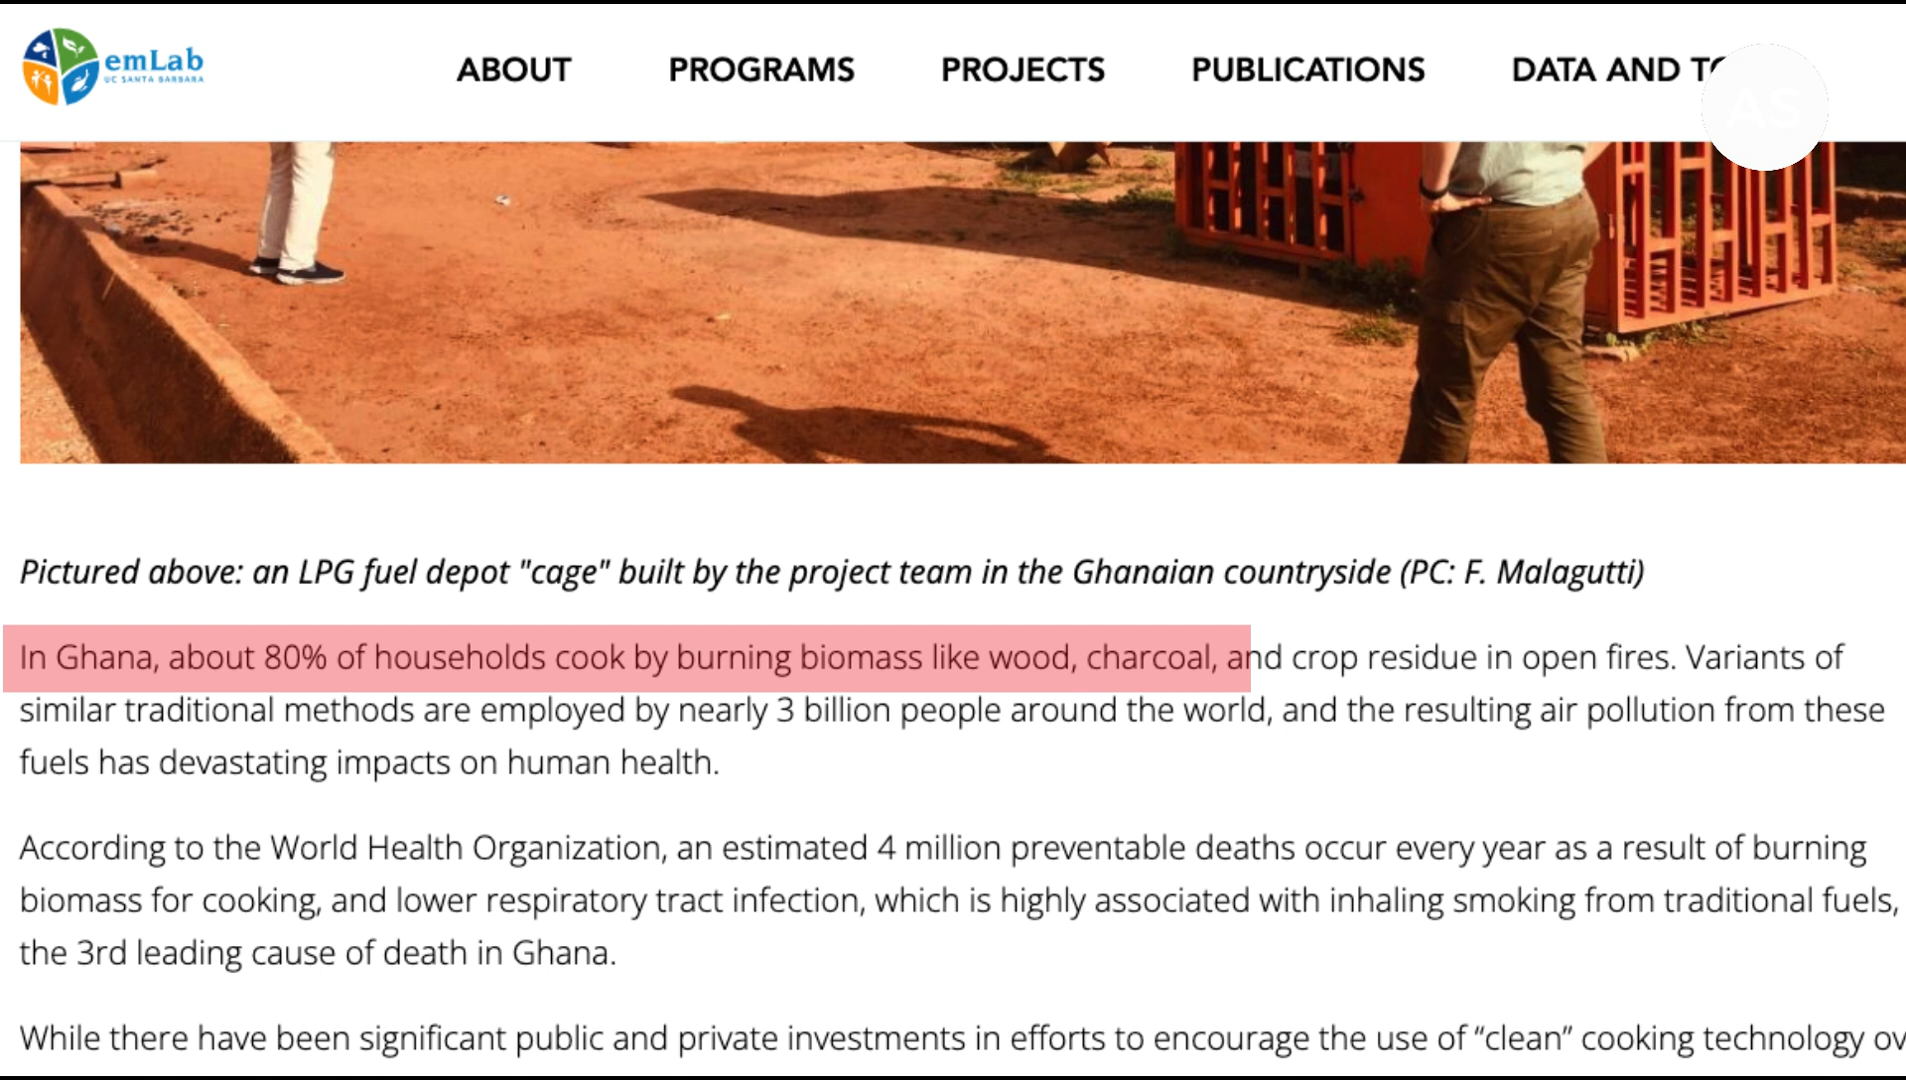 emLab
UC SANTA BARBARA
ABOUT
PROGRAMS
PROJECTS
PUBLICATIONS
DATA AND
AS
Pictured above: an LPG fuel depot "cage" built by the project team in the Ghanaian countryside (PC: F. Malagutti)
In Ghana, about 80% of households cook by burning biomass like wood, charcoal, and crop residue in open fires. Variants of
similar traditional methods are employed by nearly 3 billion people around the world, and the resulting air pollution from these
fuels has devastating impacts on human health.
According to the World Health Organization, an estimated 4 million preventable deaths occur every year as a result of burning
biomass for cooking, and lower respiratory tract infection, which is highly associated with inhaling smoking from traditional fuels,
the 3rd leading cause of death in Ghana.
While there have been significant public and private investments in efforts to encourage the use of “clean” cooking technology